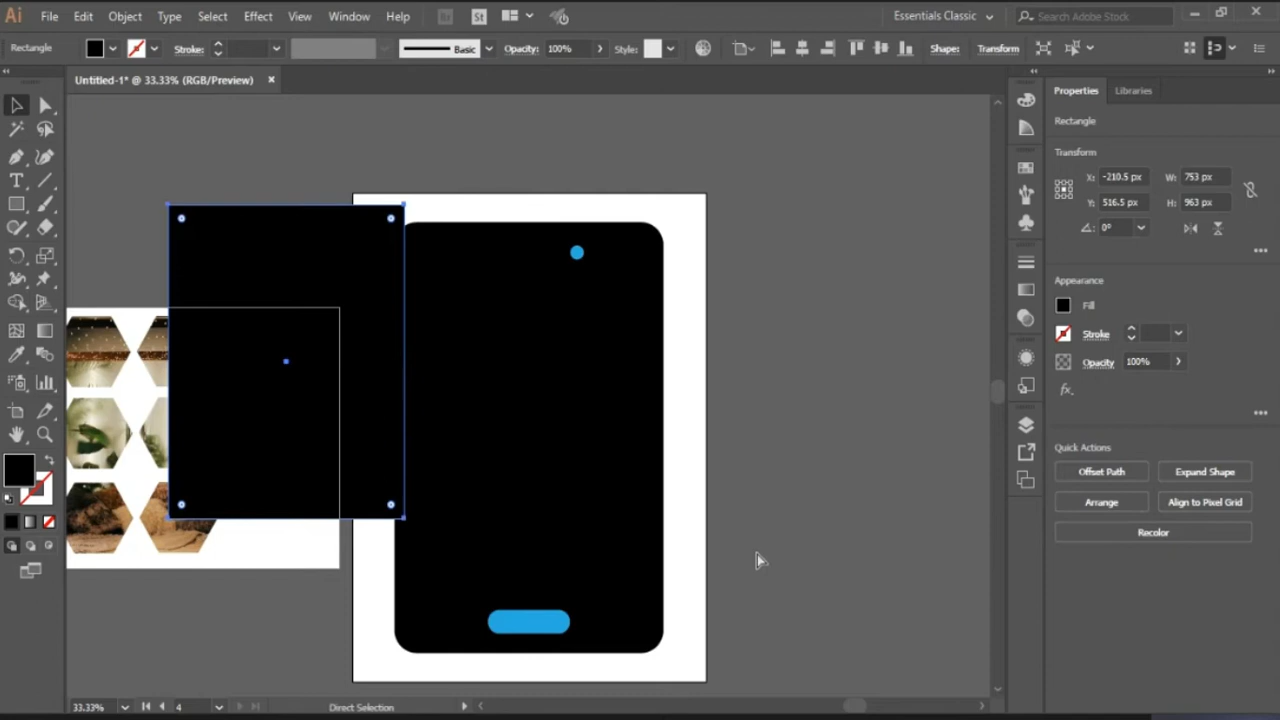 Ai File Edit Object Type Select Effect View Window Help Br St Essentials Classic Search Adobe Stock
Rectangle Stroke: Basic Opacity: 100% Style: Shape: Transform
Untitled-1* @ 33.33% (RGB/Preview) Properties Libraries
Rectangle
Transform
X: -210.5 px W: 753 px
Y: 516.5 px H: 963 px
0°
Appearance
Fill
Stroke
Opacity 100%
fx.
Quick Actions
Offset Path Expand Shape
Arrange Align to Pixel Grid
Recolor
33.33% 4 Direct Selection